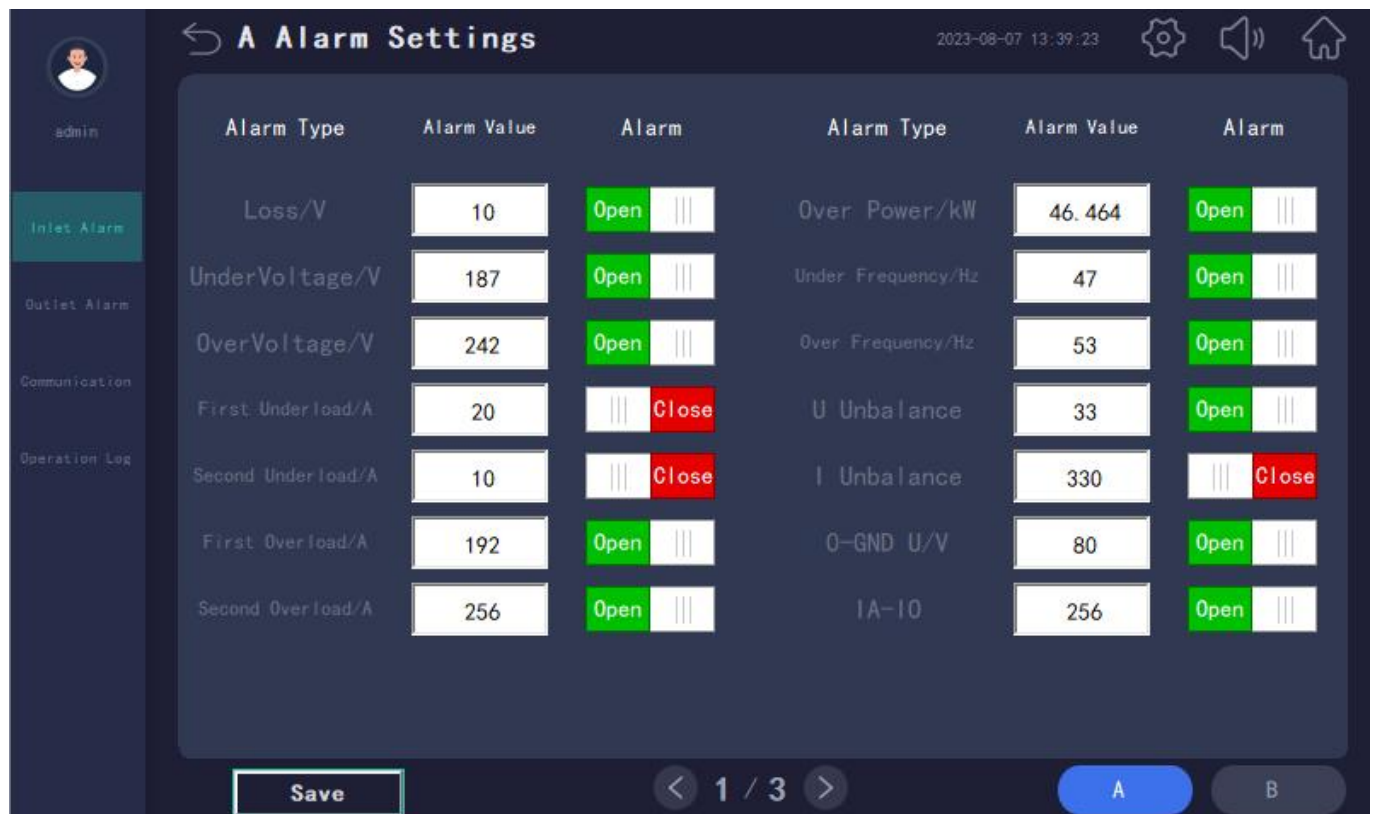 A Alarm Settings
2023-08-07 13:39:23
admin
Inlet Alarm
Outlet Alarm
Communication
Operation Log
Alarm Type Alarm Value Alarm Alarm Type Alarm Value Alarm
Loss/V 10 Open Over Power/kW 46.464 Open
UnderVoltage/V 187 Open Under Frequency/Hz 47 Open
OverVoltage/V 242 Open Over Frequency/Hz 53 Open
First Underload/A 20 Close U Unbalance 33 Open
Second Underload/A 10 Close I Unbalance 330 Close
First Overload/A 192 Open 0-GND U/V 80 Open
Second Overload/A 256 Open IA-IO 256 Open
Save
< 1 / 3 >
A B